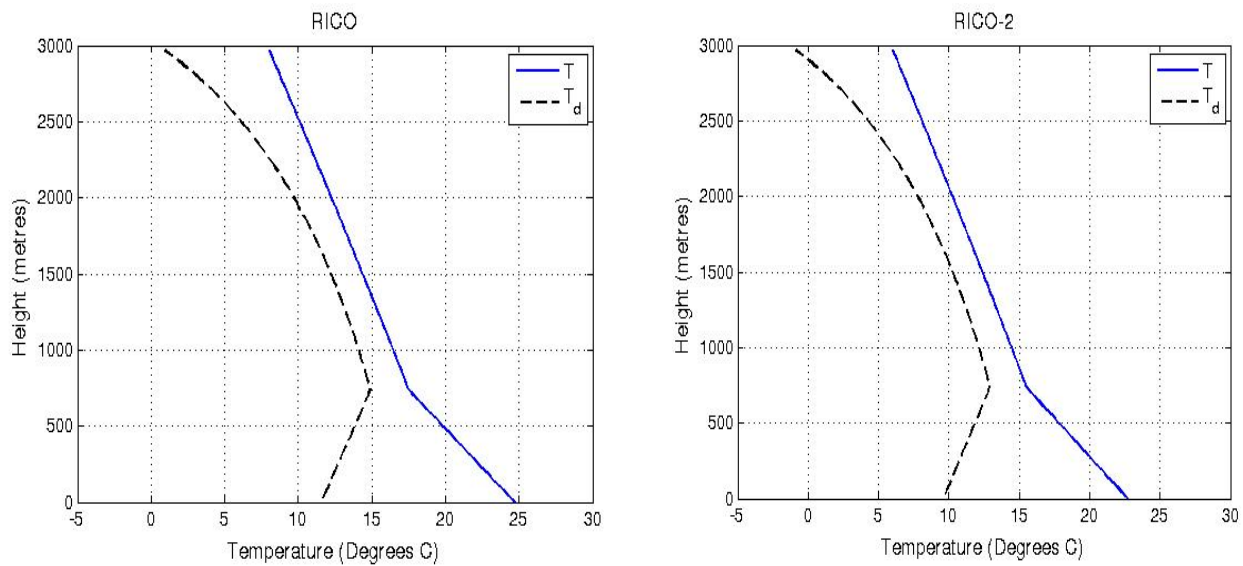 RICO
3000
2500
2000
1500
1000
500
0
Height (metres)
-5 0 5 10 15 20 25 30
Temperature (Degrees C)
T
T_d
RICO-2
3000
2500
2000
1500
1000
500
0
Height (metres)
-5 0 5 10 15 20 25 30
Temperature (Degrees C)
T
T_d